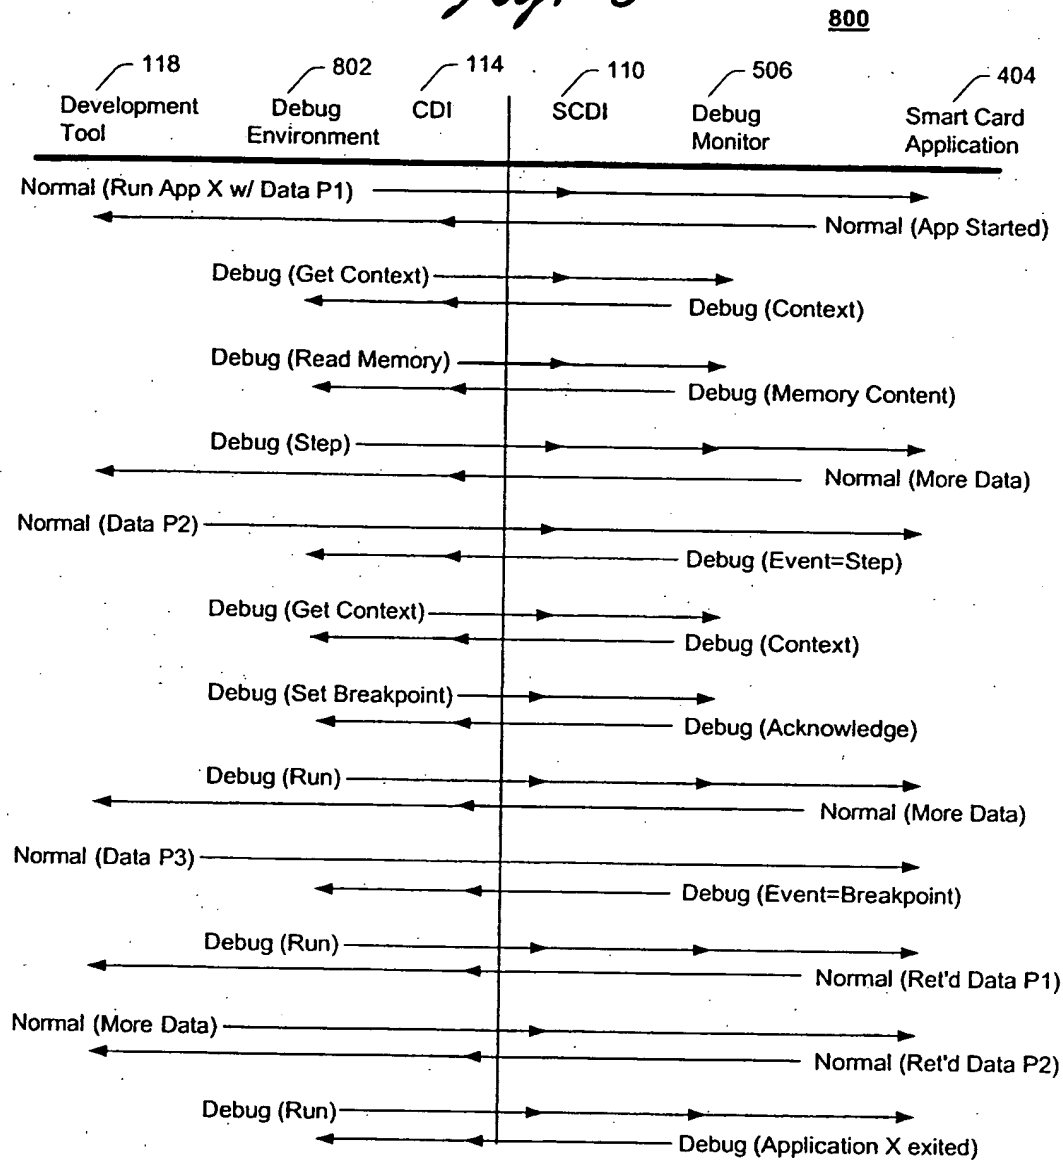 Fig. 8
800
118
802
114
110
506
404
Development
Tool
Debug
Environment
CDI
SCDI
Debug
Monitor
Smart Card
Application
Normal (Run App X w/ Data P1)
Normal (App Started)
Debug (Get Context)
Debug (Context)
Debug (Read Memory)
Debug (Memory Content)
Debug (Step)
Normal (More Data)
Normal (Data P2)
Debug (Event=Step)
Debug (Get Context)
Debug (Context)
Debug (Set Breakpoint)
Debug (Acknowledge)
Debug (Run)
Normal (More Data)
Normal (Data P3)
Debug (Event=Breakpoint)
Debug (Run)
Normal (Ret'd Data P1)
Normal (More Data)
Normal (Ret'd Data P2)
Debug (Run)
Debug (Application X exited)